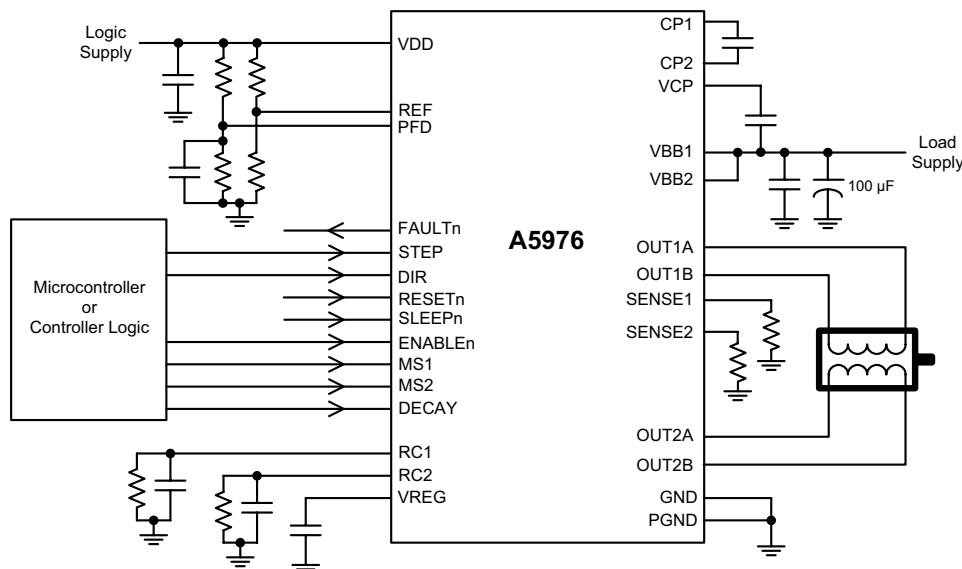 Logic
Supply
VDD
REF
PFD
Microcontroller
or
Controller Logic
FAULTn
STEP
DIR
RESETn
SLEEPn
ENABLEn
MS1
MS2
DECAY
RC1
RC2
VREG
A5976
CP1
CP2
VCP
VBB1
VBB2
Load
Supply
100 µF
OUT1A
OUT1B
SENSE1
SENSE2
OUT2A
OUT2B
GND
PGND